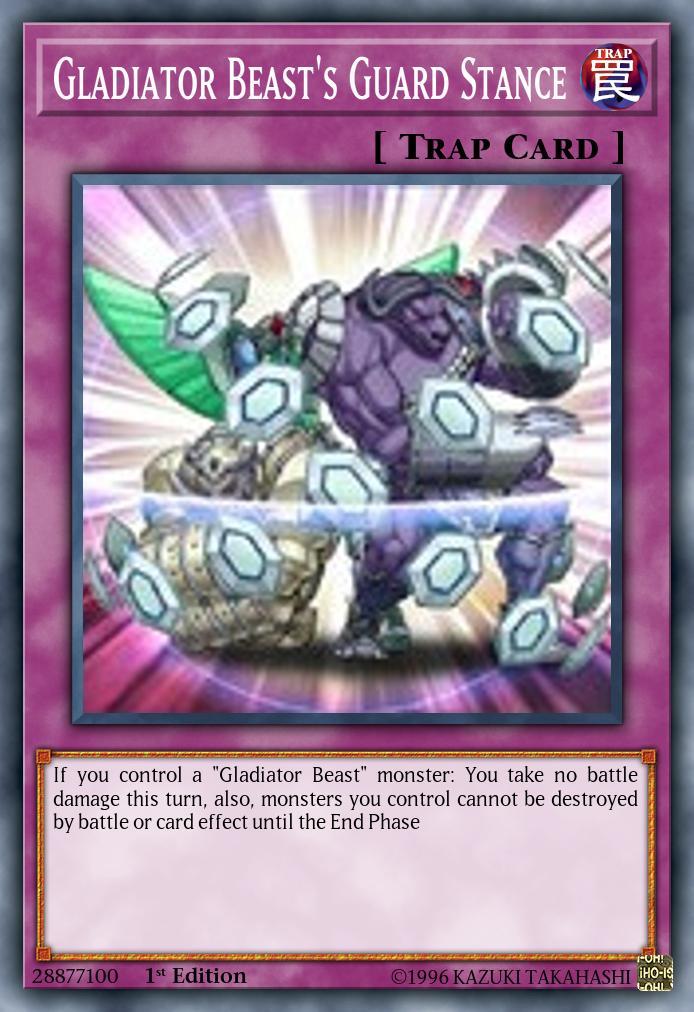 Gladiator Beast's Guard Stance
TRAP
罠
[ Trap Card ]
If you control a "Gladiator Beast" monster: You take no battle
damage this turn, also, monsters you control cannot be destroyed
by battle or card effect until the End Phase
28877100 1st Edition ©1996 KAZUKI TAKAHASHI